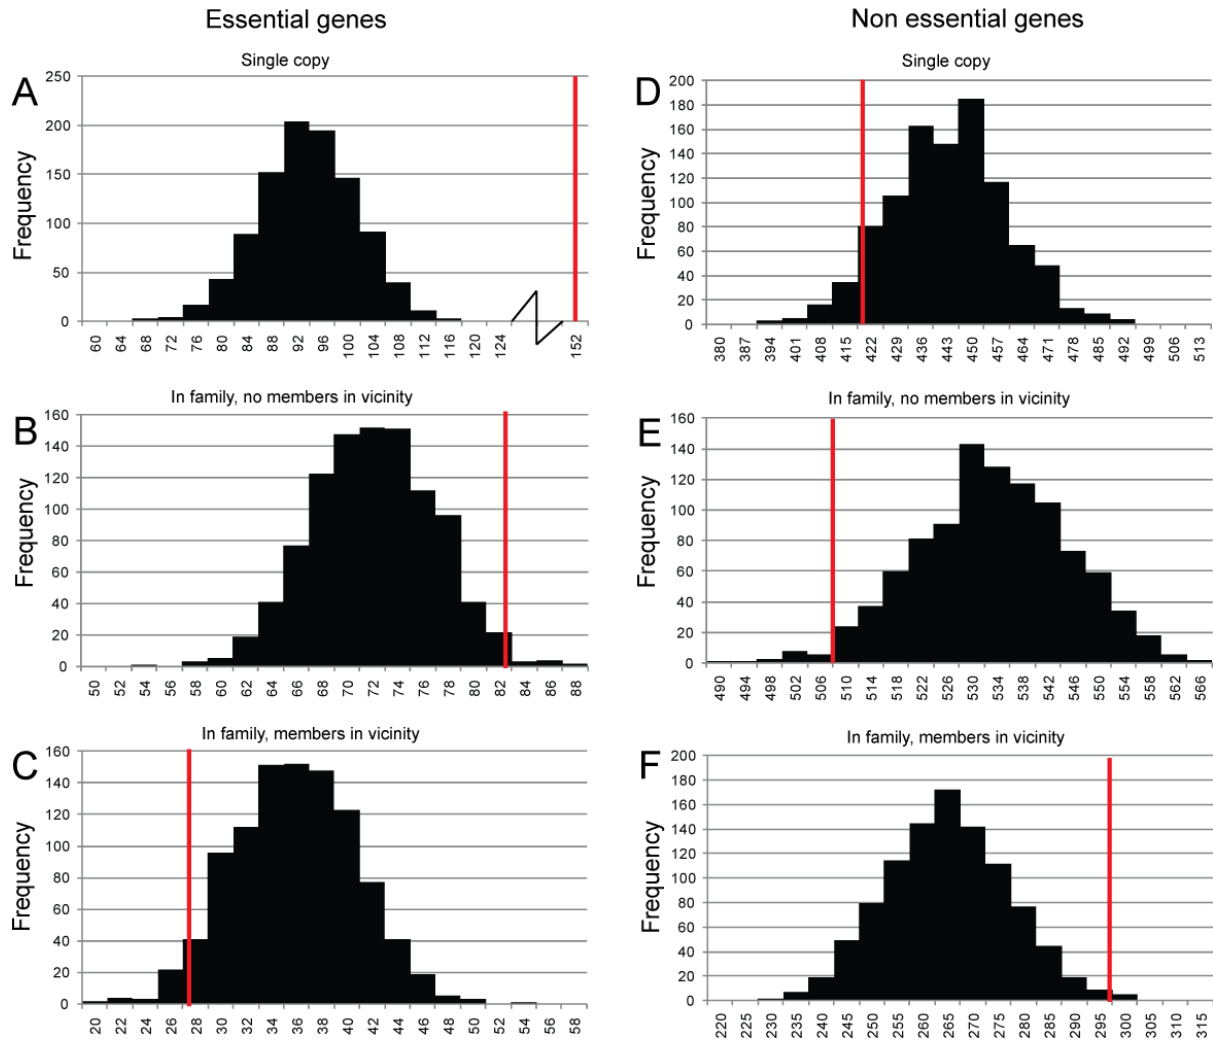 Essential genes
Non essential genes
A
Single copy
Frequency
250
200
150
100
50
0
60 64 68 72 76 80 84 88 92 96 100 104 108 112 116 120 124 152
B
In family, no members in vicinity
Frequency
160
140
120
100
80
60
40
20
0
50 52 54 56 58 60 62 64 66 68 70 72 74 76 78 80 82 84 86 88
C
In family, members in vicinity
Frequency
160
140
120
100
80
60
40
20
0
20 22 24 26 28 30 32 34 36 38 40 42 44 46 48 50 52 54 56 58
D
Single copy
Frequency
200
180
160
140
120
100
80
60
40
20
0
380 387 394 401 408 415 422 429 436 443 450 457 464 471 478 485 492 499 506 513
E
In family, no members in vicinity
Frequency
160
140
120
100
80
60
40
20
0
490 494 498 502 506 510 514 518 522 526 530 534 538 542 546 550 554 558 562 566
F
In family, members in vicinity
Frequency
200
180
160
140
120
100
80
60
40
20
0
220 225 230 235 240 245 250 255 260 265 270 275 280 285 290 295 300 305 310 315